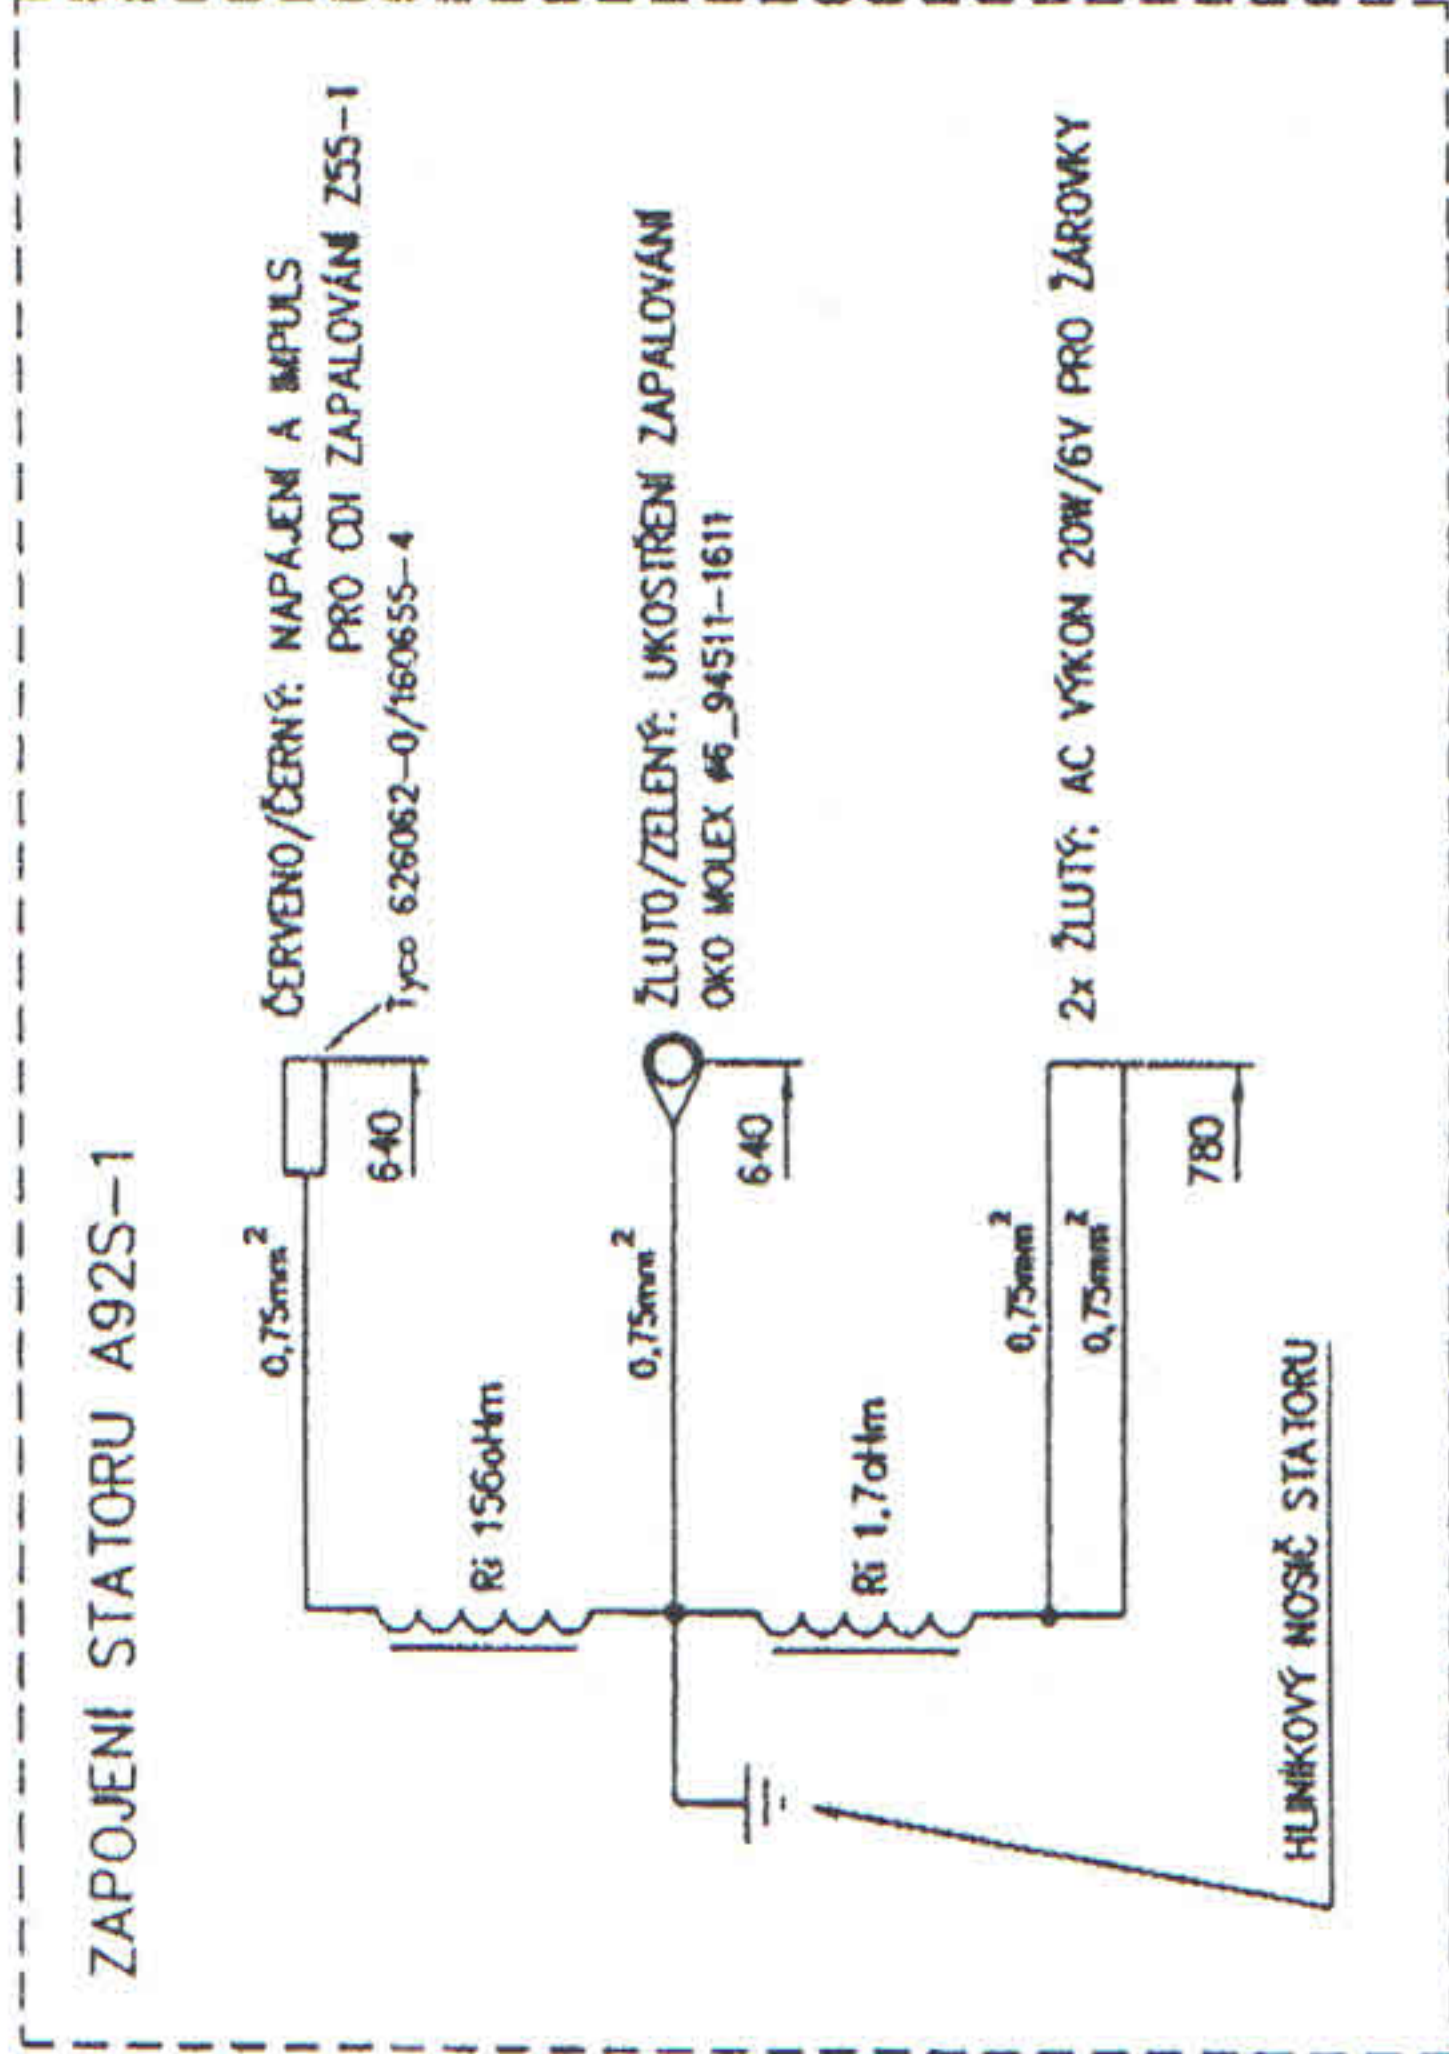 ZAPOJENÍ STATORU A92S-1
0,75mm²
ČERVENO/ČERNÝ: NAPÁJENÍ A IMPULS
PRO CDI ZAPALOVÁNÍ Z55-1
Tyco 626062-0/160655-4
640
Ri 156oHm
0,75mm²
ŽLUTO/ZELENÝ: UKOSTŘENÍ ZAPALOVÁNÍ
OKO MOLEX ø6_94511-1611
640
Ri 1.7oHm
0,75mm²
0,75mm²
2x ŽLUTÝ: AC VÝKON 20W/6V PRO ŽÁROVKY
780
HLINÍKOVÝ NOSIČ STATORU